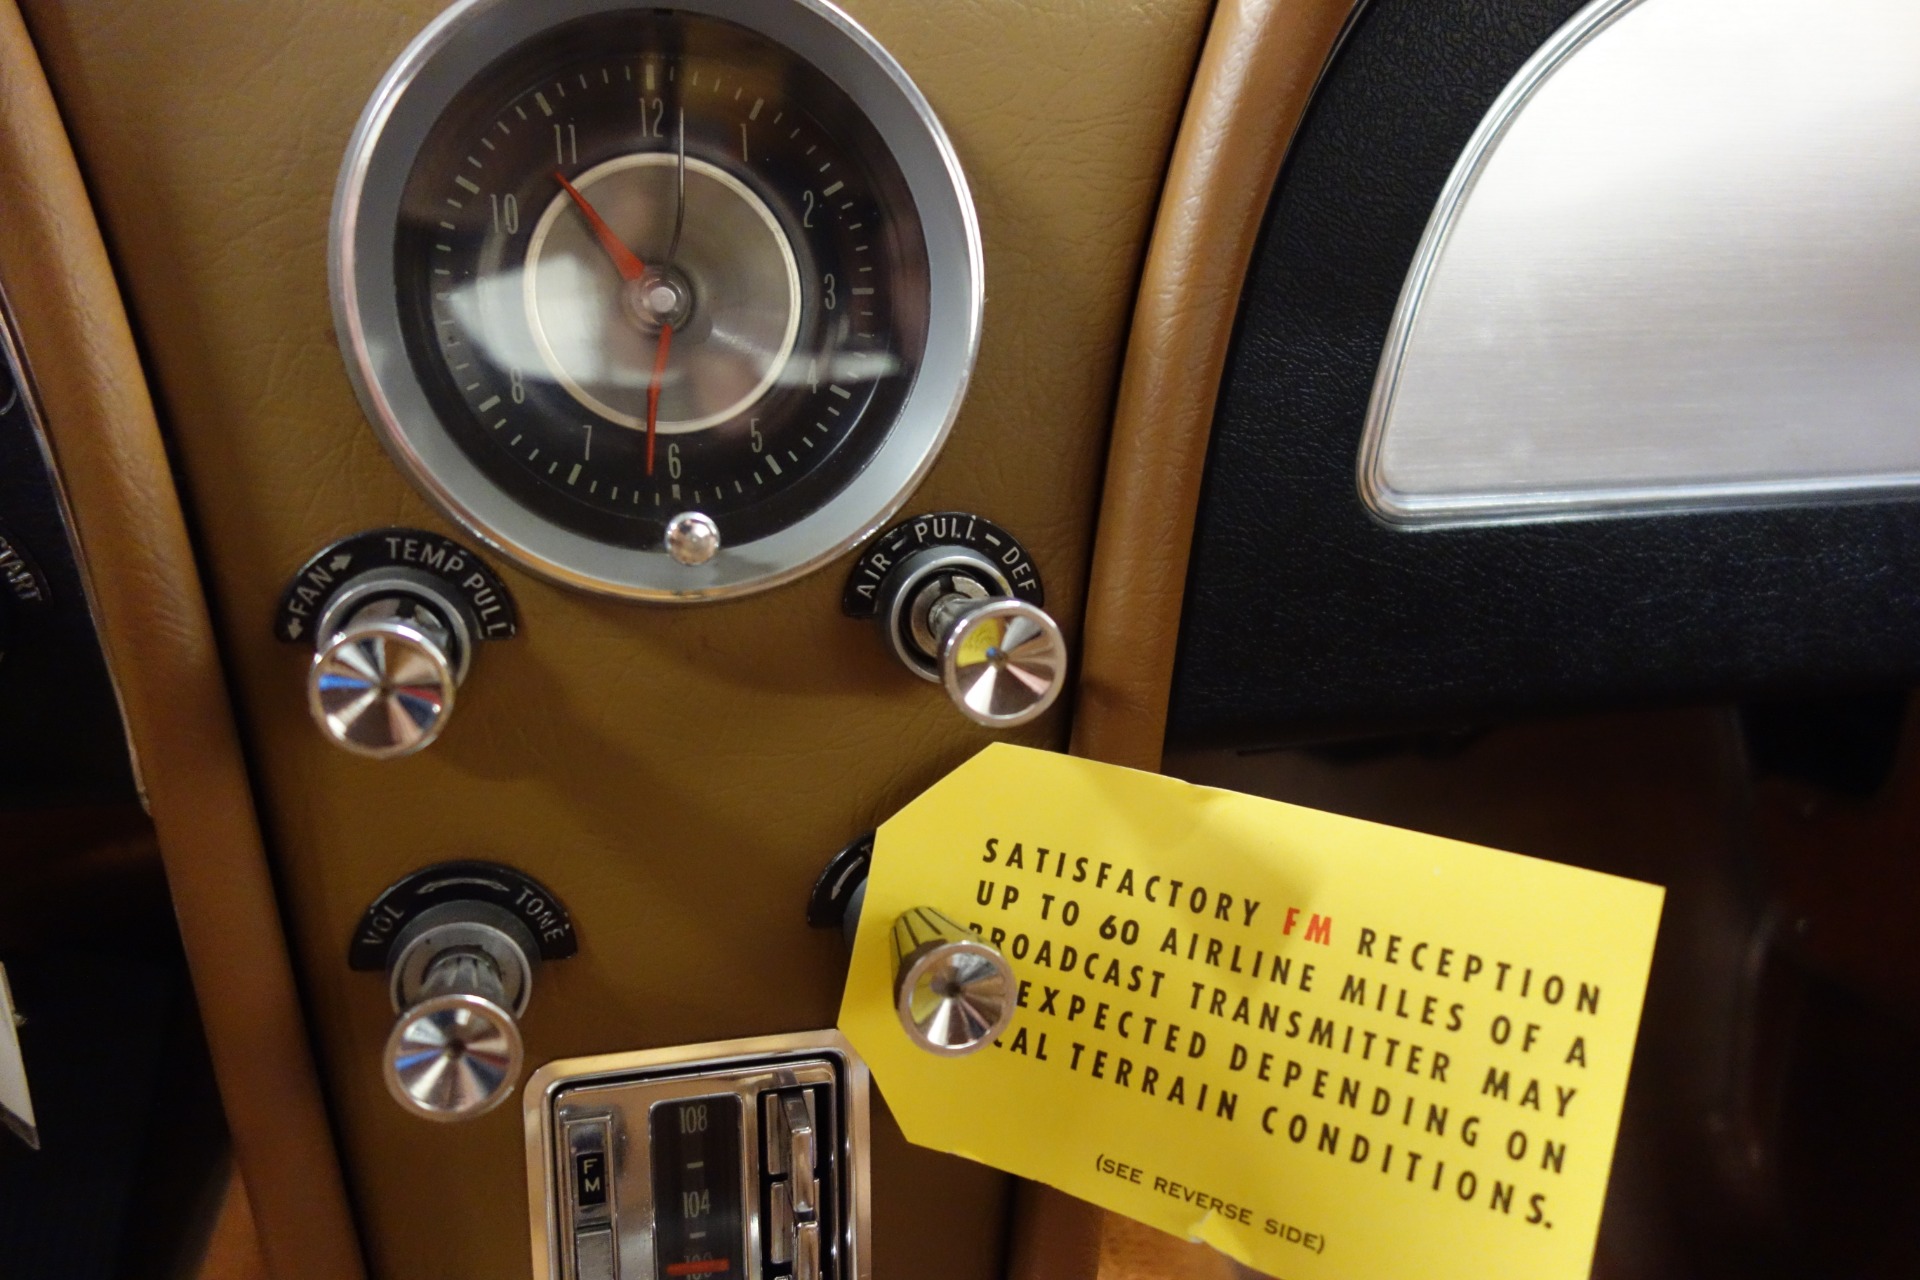 12
11
1
10
2
3
8
4
7
5
6
FAN TEMP PULL
AIR - PULL - DEF
START
VOL TONE
SATISFACTORY FM RECEPTION
UP TO 60 AIRLINE MILES OF A
BROADCAST TRANSMITTER MAY
EXPECTED DEPENDING ON
TERRAIN CONDITIONS.
(SEE REVERSE SIDE)
108
FM
104